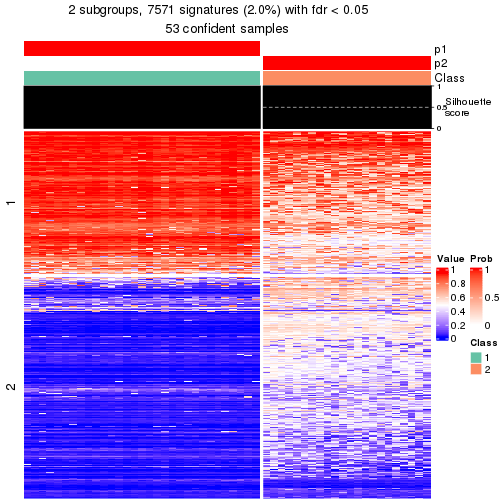 2 subgroups, 7571 signatures (2.0%) with fdr < 0.05
53 confident samples
p1
p2
Class
1
0.5
0
Silhouette
score
1
2
Value
1
0.8
0.6
0.4
0.2
0
Prob
1
0.5
0
Class
1
2